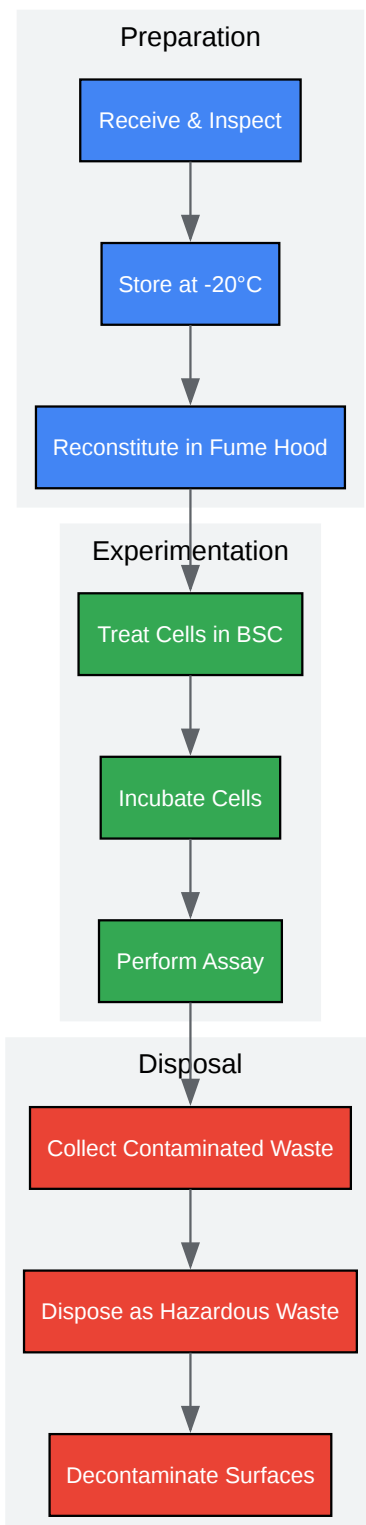 Preparation
Receive & Inspect
Store at -20°C
Reconstitute in Fume Hood
Experimentation
Treat Cells in BSC
Incubate Cells
Perform Assay
Disposal
Collect Contaminated Waste
Dispose as Hazardous Waste
Decontaminate Surfaces